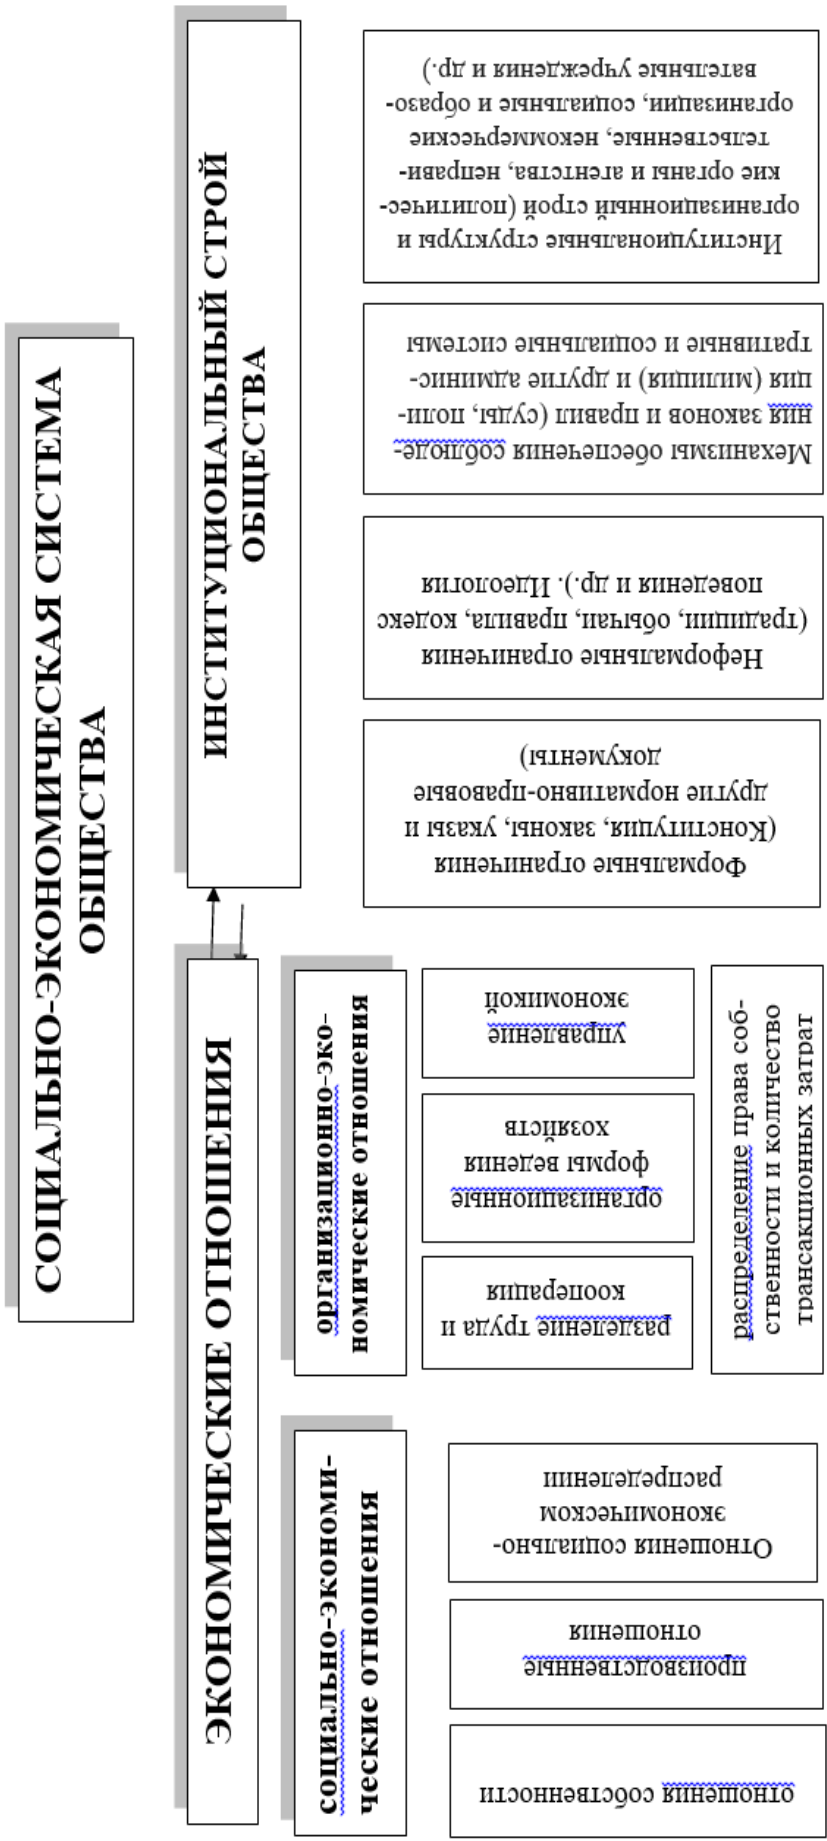 СОЦИАЛЬНО-ЭКОНОМИЧЕСКАЯ СИСТЕМА
ОБЩЕСТВА
ЭКОНОМИЧЕСКИЕ ОТНОШЕНИЯ
ИНСТИТУЦИОНАЛЬНЫЙ СТРОЙ
ОБЩЕСТВА
социально-экономи-
ческие отношения
организационно-эко-
номические отношения
отношения собственности
производственные
отношения
Отношения социально-
экономическом
распределении
разделение труда и
кооперация
организационные
формы ведения
хозяйств
управление
экономикой
распределение права соб-
ственности и количество
трансакционных затрат
Формальные ограничения
(Конституция, законы, указы и
другие нормативно-правовые
документы)
Неформальные ограничения
(традиции, обычаи, правила, кодекс
поведения и др.). Идеология
Механизмы обеспечения соблюде-
ния законов и правил (суды, поли-
ция (милиция) и другие админис-
тративные и социальные системы
Институциональные структуры и
организационный строй (политичес-
кие органы и агентства, неправи-
тельственные, некоммерческие
организации, социальные и образо-
вательные учреждения и др.)